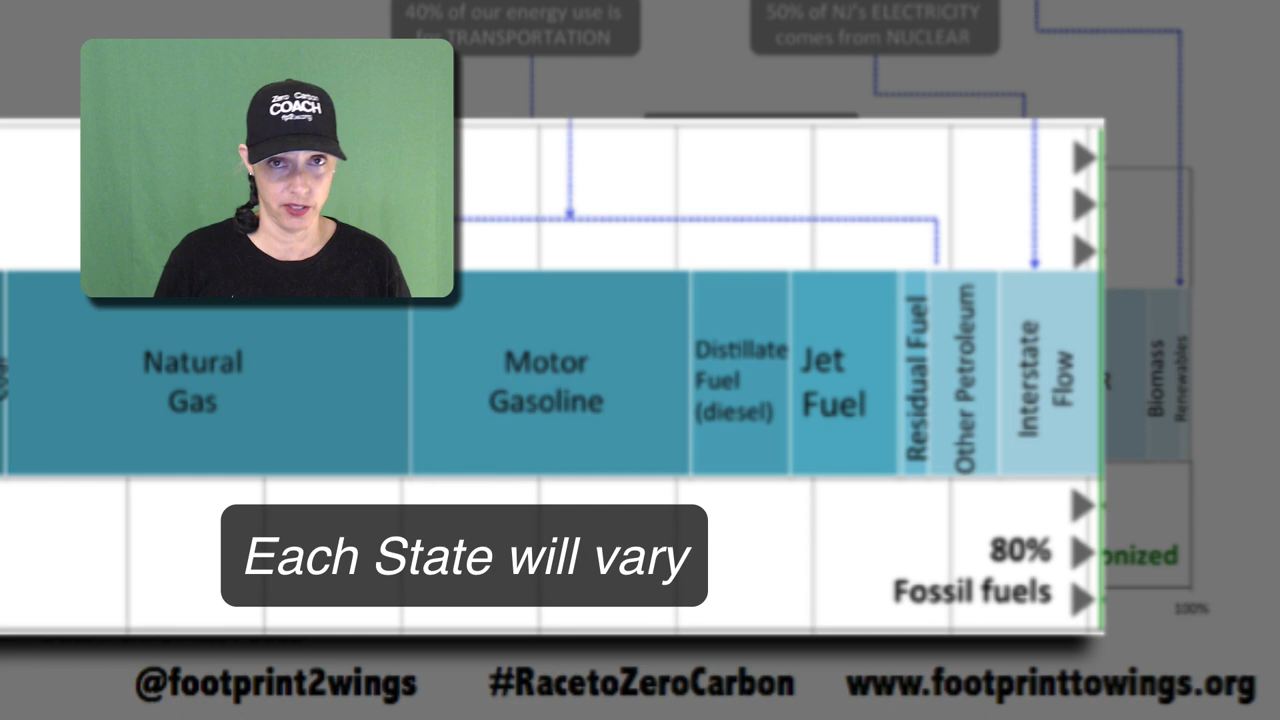 40% of our energy use is
for TRANSPORTATION
50% of NJ's ELECTRICITY
comes from NUCLEAR
Zero Carbon
COACH
Natural
Gas
Motor
Gasoline
Distillate
Fuel
(diesel)
Jet
Fuel
Residual Fuel
Other Petroleum
Interstate
Flow
Biomass
Renewables
Each State will vary
80%
Fossil fuels
onized
100%
@footprint2wings #RacetoZeroCarbon www.footprinttowings.org